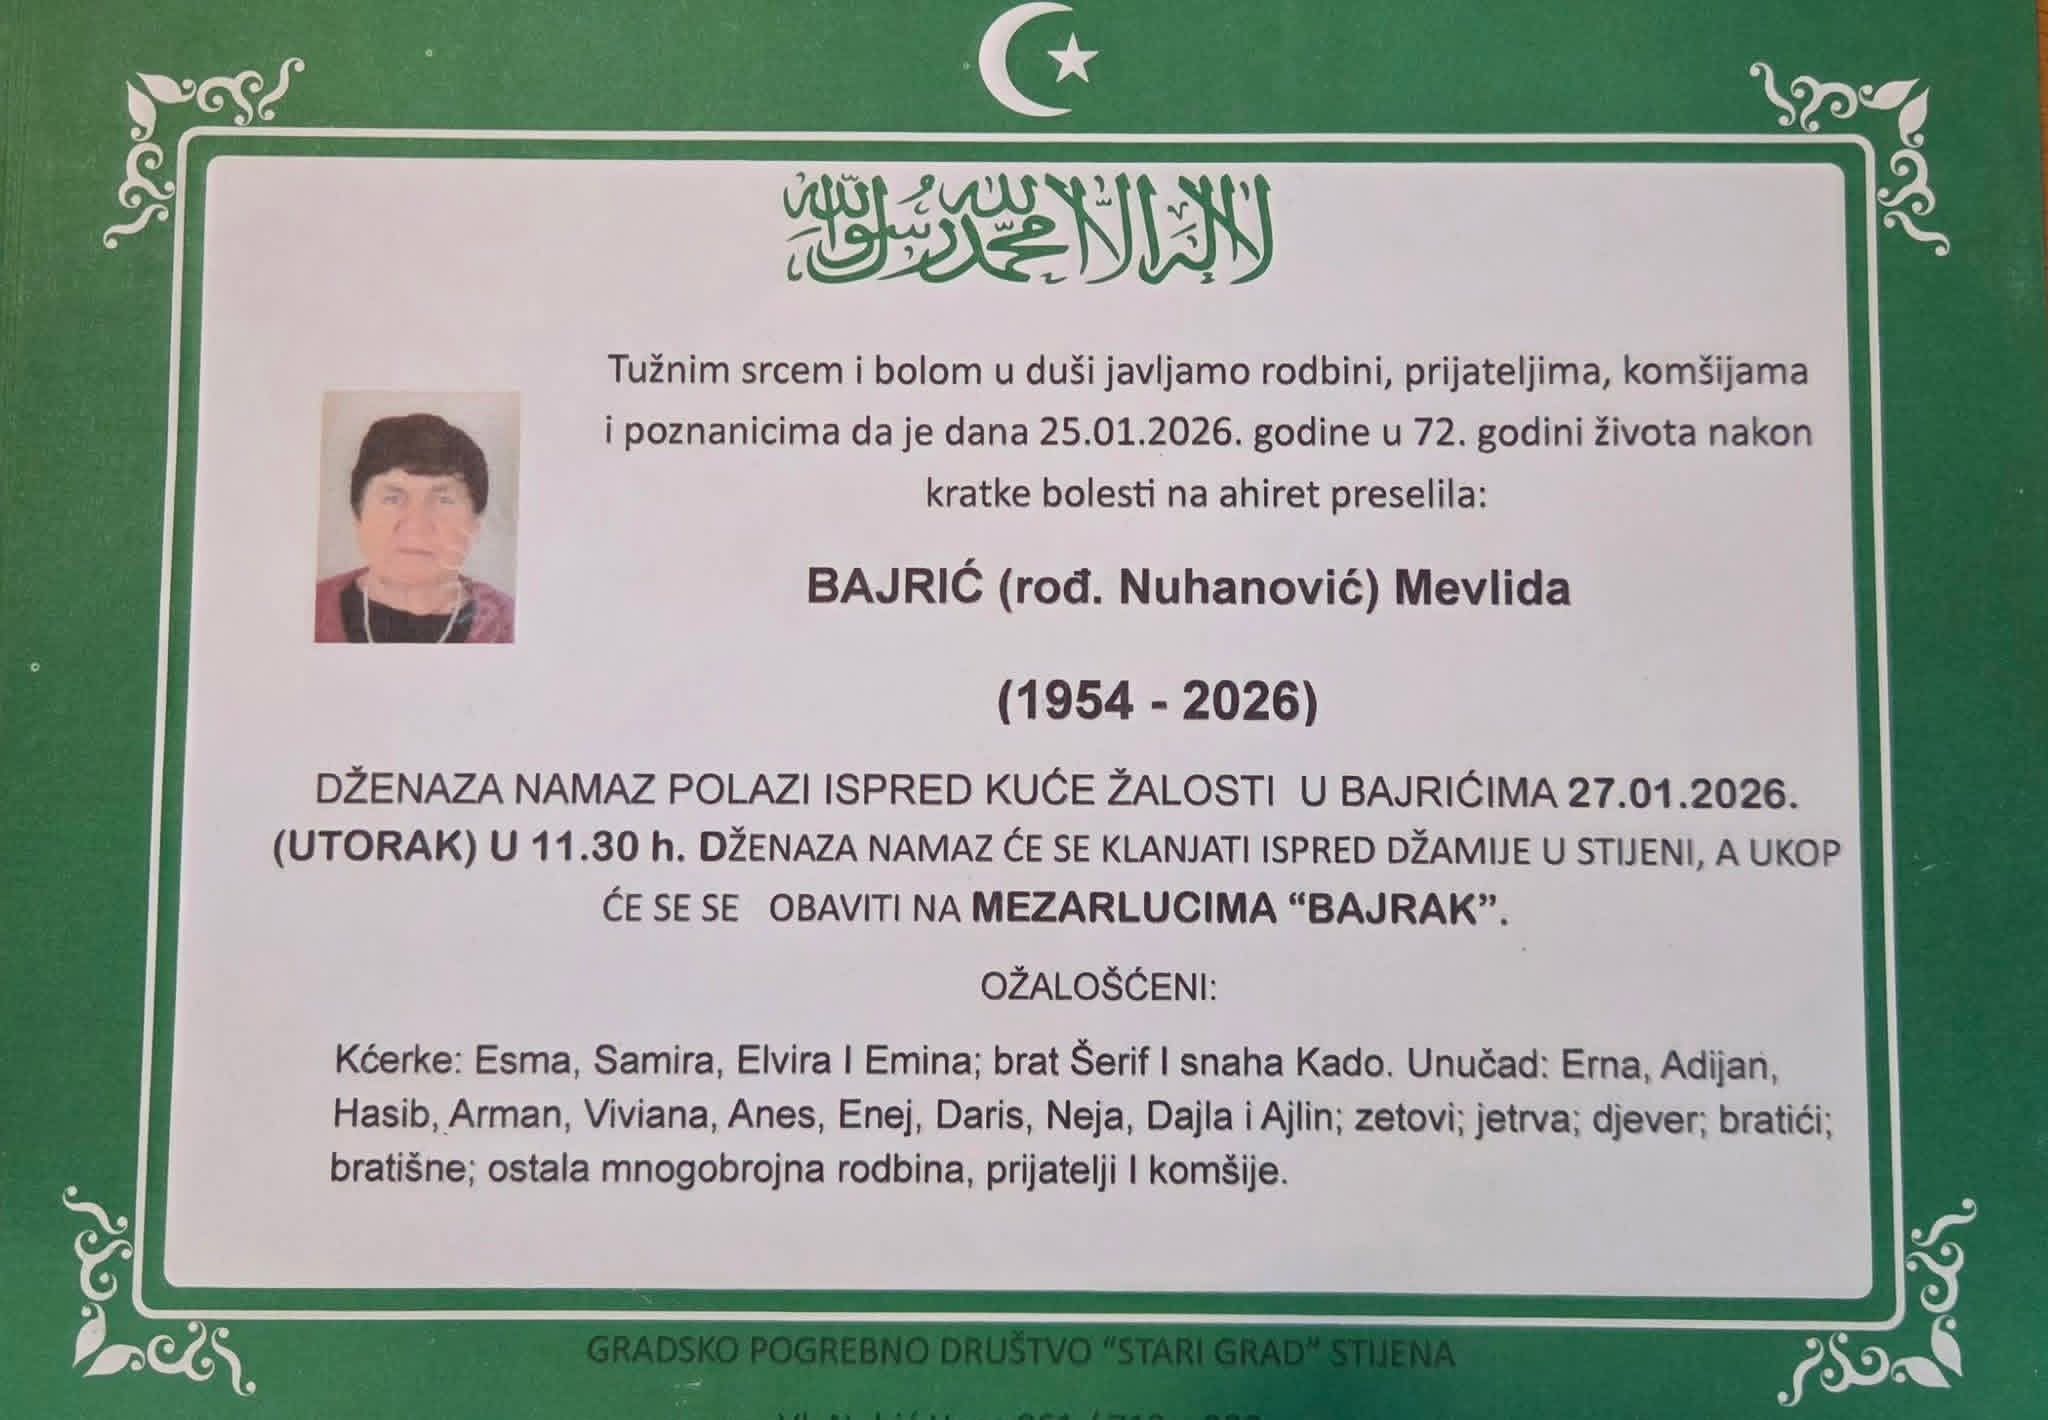 لا إله إلا الله محمد رسول الله
Tužnim srcem i bolom u duši javljamo rodbini, prijateljima, komšijama
i poznanicima da je dana 25.01.2026. godine u 72. godini života nakon
kratke bolesti na ahiret preselila:
BAJRIĆ (rođ. Nuhanović) Mevlida
(1954 - 2026)
DŽENAZA NAMAZ POLAZI ISPRED KUĆE ŽALOSTI U BAJRIĆIMA 27.01.2026.
(UTORAK) U 11.30 h. DŽENAZA NAMAZ ĆE SE KLANJATI ISPRED DŽAMIJE U STIJENI, A UKOP
ĆE SE SE OBAVITI NA MEZARLUCIMA “BAJRAK”.
OŽALOŠĆENI:
Kćerke: Esma, Samira, Elvira I Emina; brat Šerif I snaha Kado. Unučad: Erna, Adijan,
Hasib, Arman, Viviana, Anes, Enej, Daris, Neja, Dajla i Ajlin; zetovi; jetrva; djever; bratići;
bratišne; ostala mnogobrojna rodbina, prijatelji I komšije.
GRADSKO POGREBNO DRUŠTVO “STARI GRAD” STIJENA